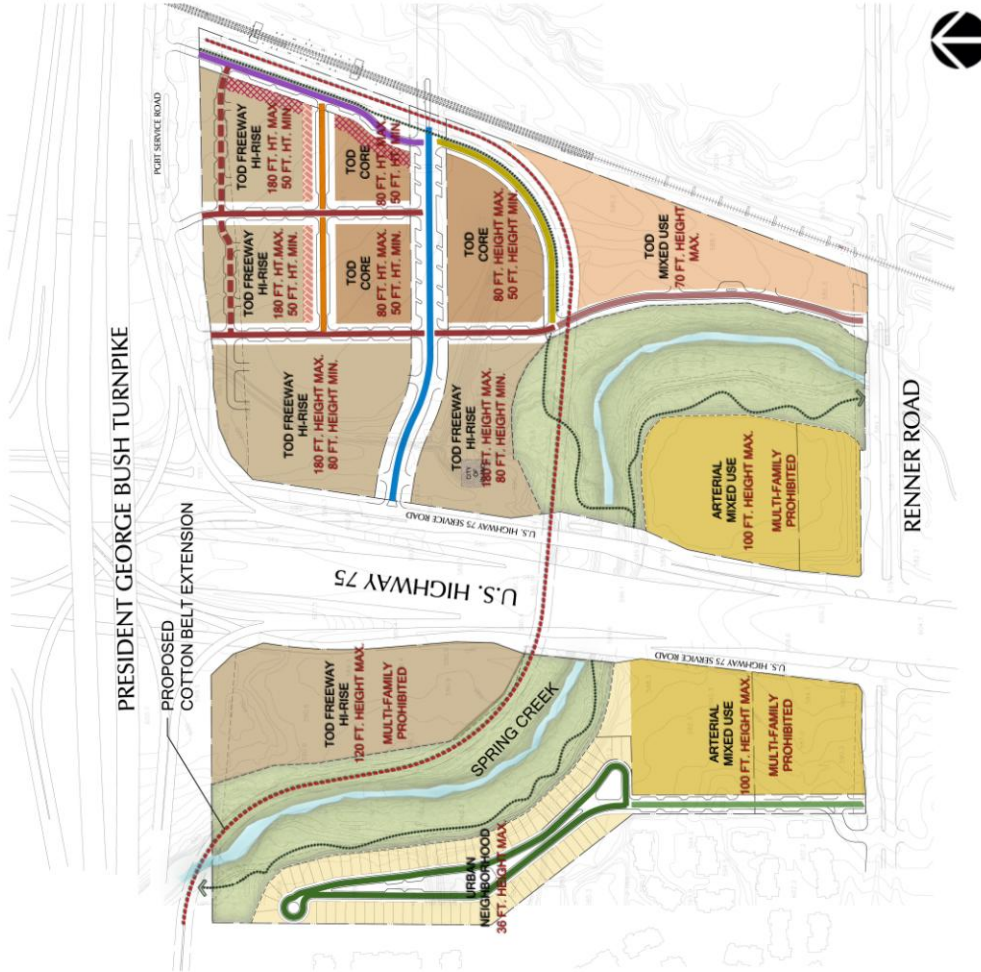 PRESIDENT GEORGE BUSH TURNPIKE
PROPOSED
COTTON BELT EXTENSION
PGBT SERVICE ROAD
TOD FREEWAY
HI-RISE
120 FT. HEIGHT MAX.
MULTI-FAMILY
PROHIBITED
TOD FREEWAY
HI-RISE
180 FT. HEIGHT MAX.
80 FT. HEIGHT MIN.
TOD FREEWAY
HI-RISE
180 FT. HT.MAX.
50 FT. HT. MIN.
TOD FREEWAY
HI-RISE
180 FT. HT. MAX.
50 FT. HT. MIN.
TOD
CORE
80 FT. HT. MAX.
50 FT. HT. MIN.
TOD
CORE
80 FT. HT. MAX.
50 FT. HT. MIN.
U.S. HIGHWAY 75
U.S. HIGHWAY 75 SERVICE ROAD
SPRING CREEK
URBAN
NEIGHBORHOOD
36 FT. HEIGHT MAX.
TOD FREEWAY
HI-RISE
180 FT. HEIGHT MAX.
80 FT. HEIGHT MIN.
CITY
OF
TOD
CORE
80 FT. HEIGHT MAX.
50 FT. HEIGHT MIN.
TOD
MIXED USE
70 FT. HEIGHT
MAX.
U.S. HIGHWAY 75 SERVICE ROAD
ARTERIAL
MIXED USE
100 FT. HEIGHT MAX.
MULTI-FAMILY
PROHIBITED
ARTERIAL
MIXED USE
100 FT. HEIGHT MAX.
MULTI-FAMILY
PROHIBITED
RENNER ROAD